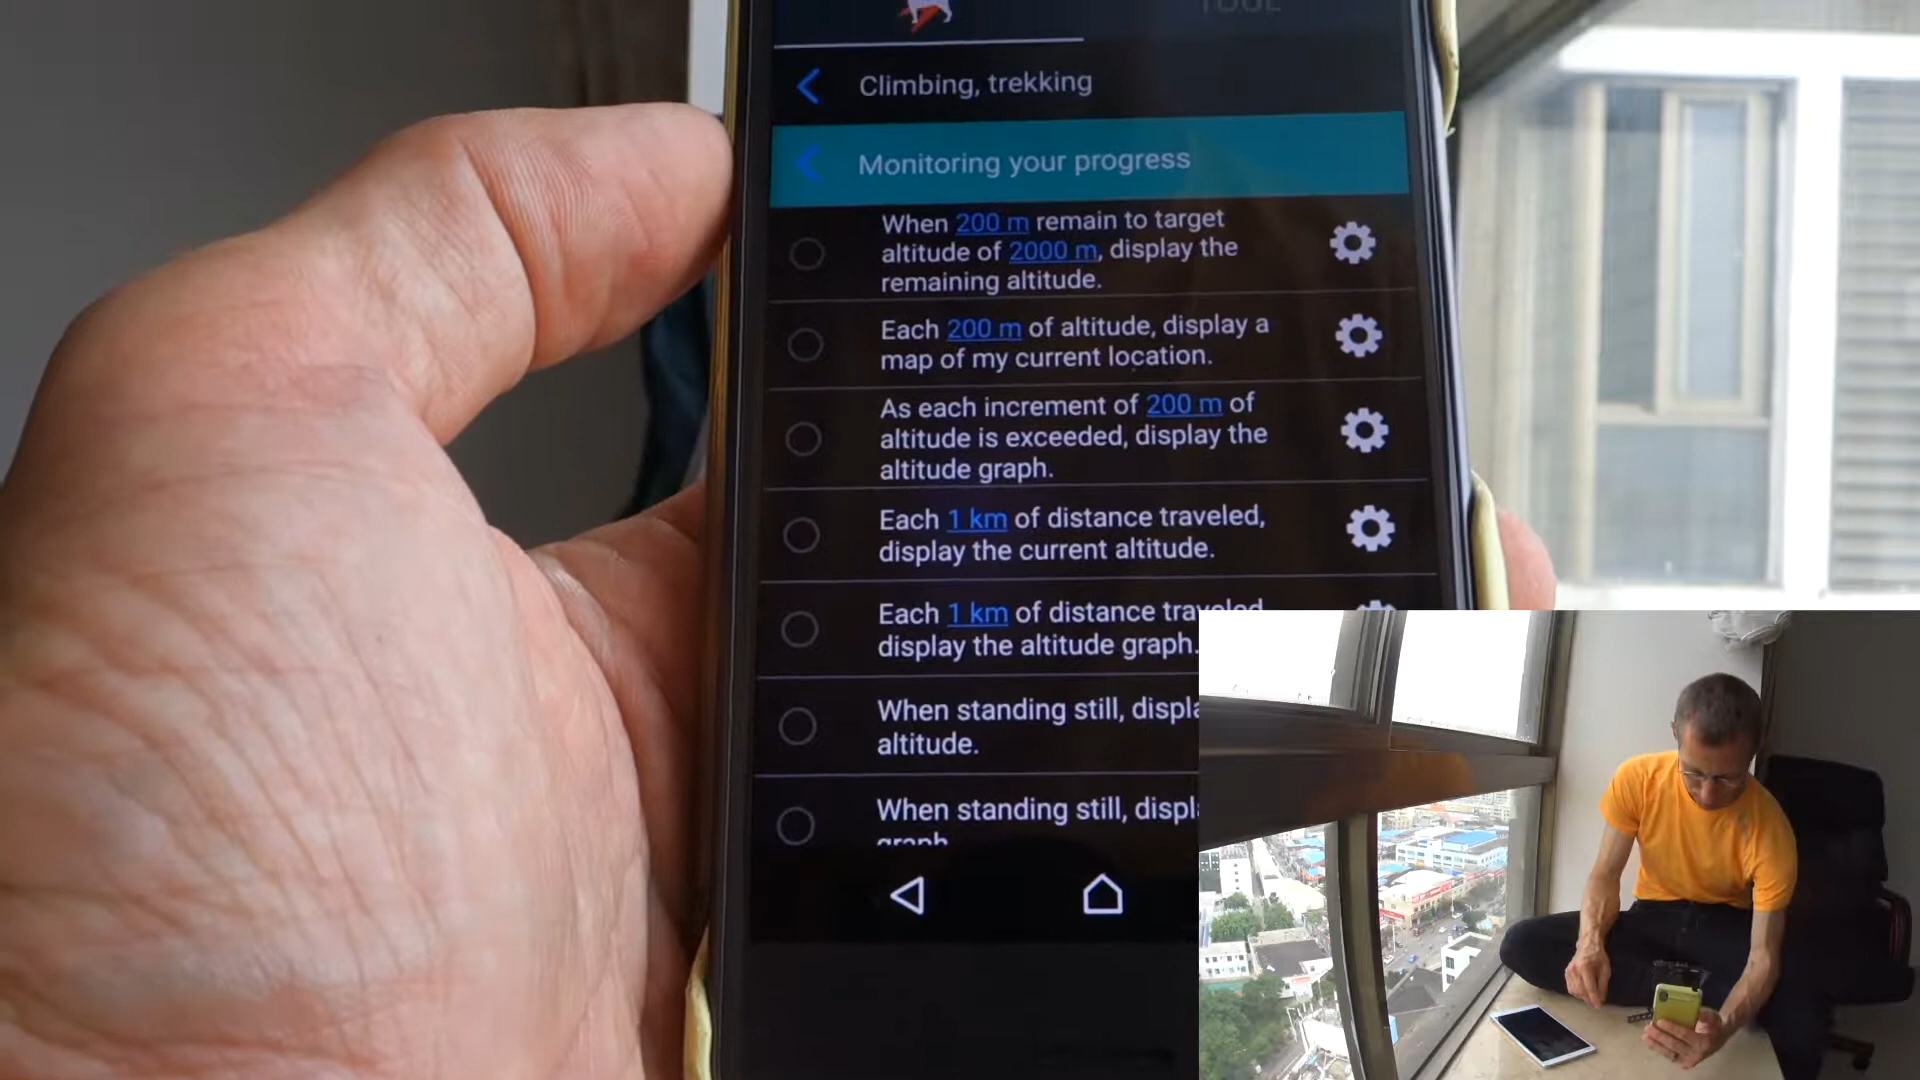 Climbing, trekking
Monitoring your progress
When 200 m remain to target
altitude of 2000 m, display the
remaining altitude.
Each 200 m of altitude, display a
map of my current location.
As each increment of 200 m of
altitude is exceeded, display the
altitude graph.
Each 1 km of distance traveled,
display the current altitude.
Each 1 km of distance traveled
display the altitude graph.
When standing still,
altitude.
When standing still,
graph